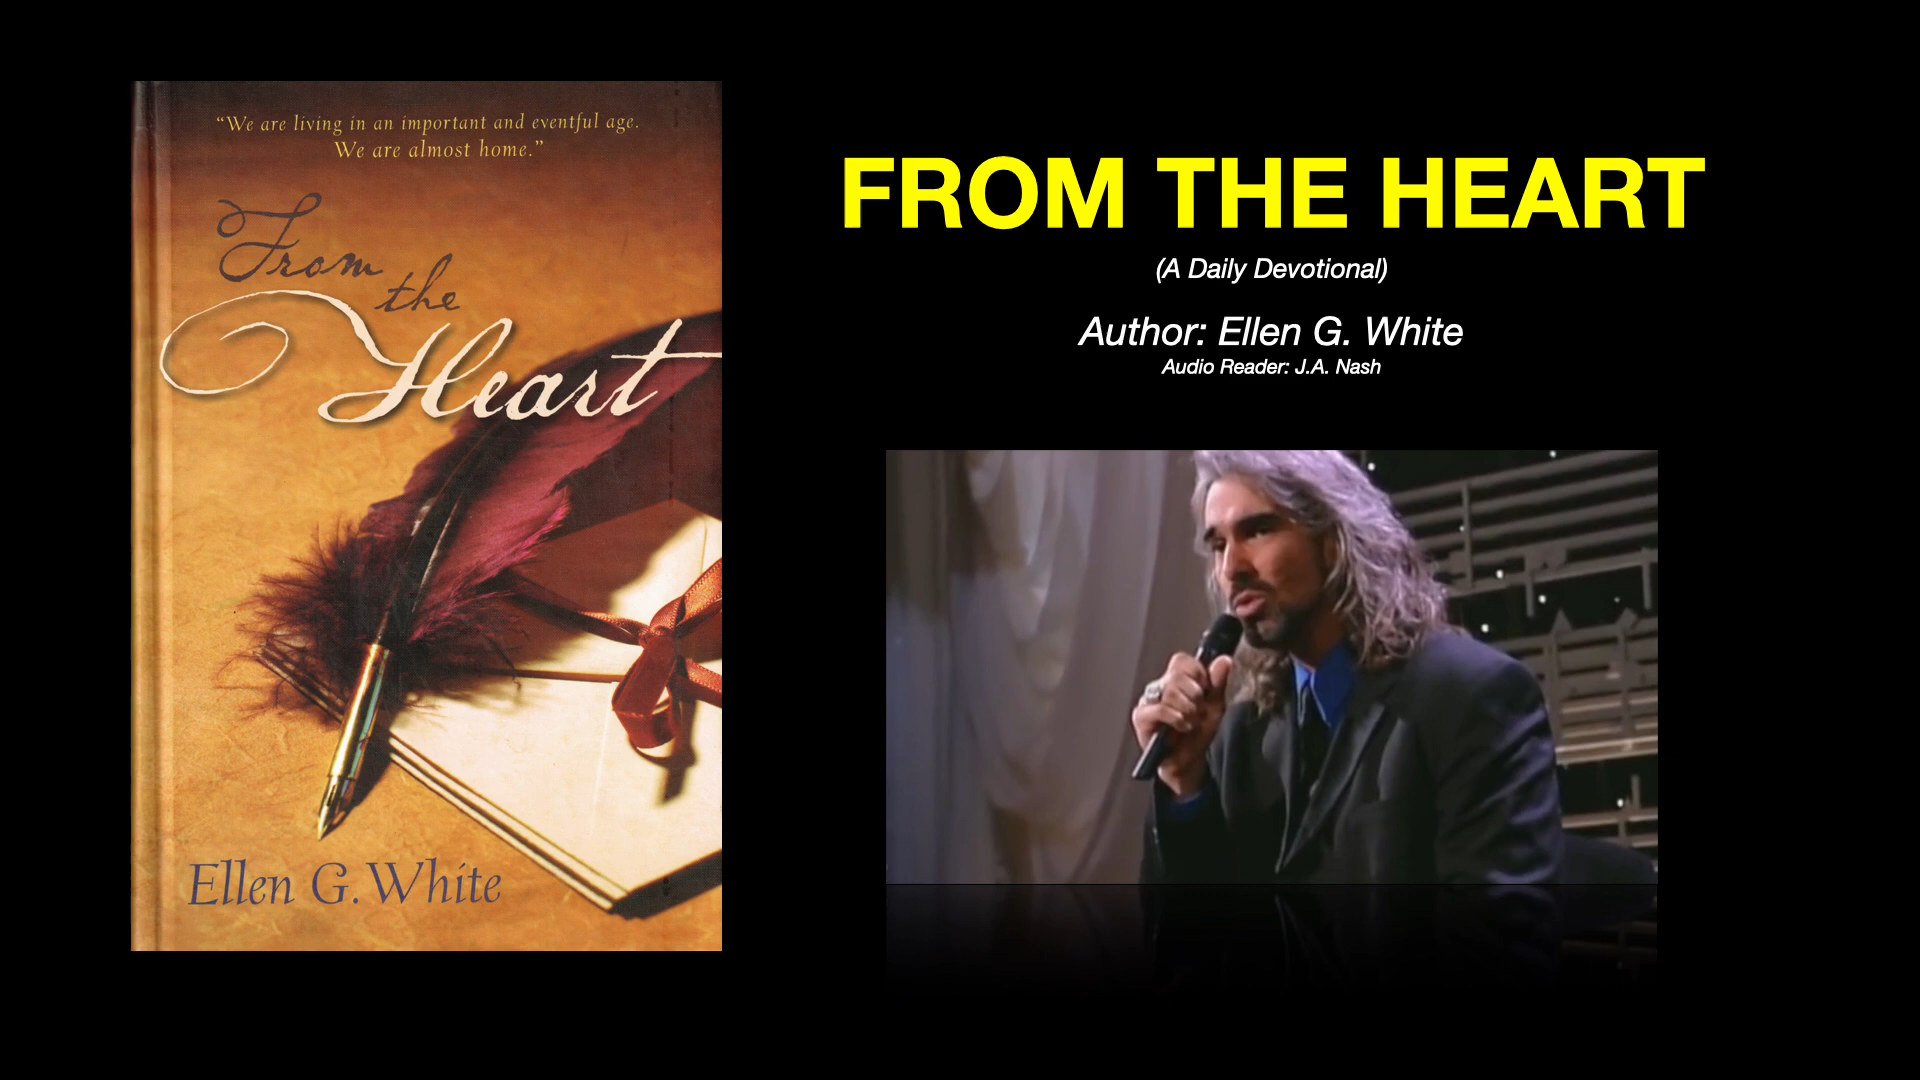 “We are living in an important and eventful age.
We are almost home.”
From
the
Heart
Ellen G. White
FROM THE HEART
(A Daily Devotional)
Author: Ellen G. White
Audio Reader: J.A. Nash